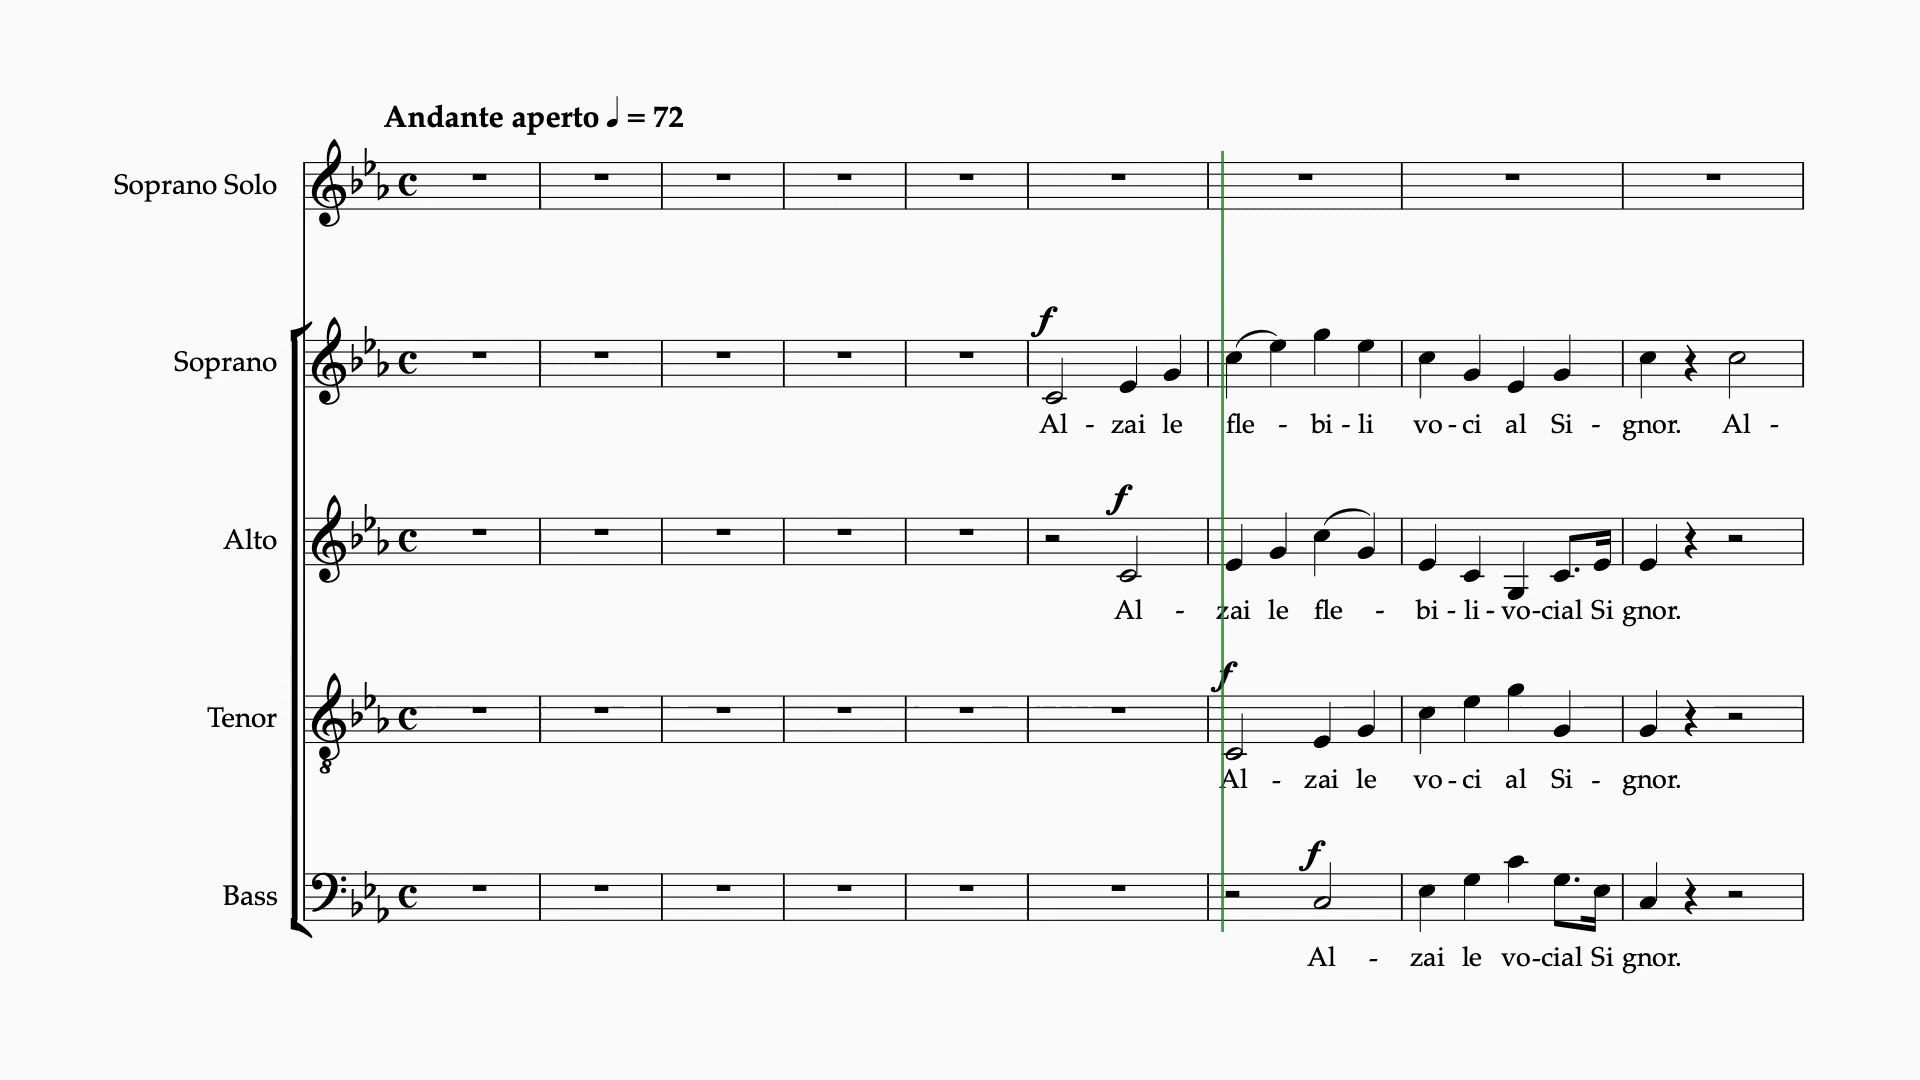 Andante aperto ♩ = 72
Soprano Solo
f
Soprano
Al - zai le fle - bi - li vo - ci al Si - gnor. Al -
f
Alto
Al - zai le fle - bi - li - vo-cial Si gnor.
f
Tenor
8
Al - zai le vo - ci al Si - gnor.
f
Bass
Al - zai le vo-cial Si gnor.